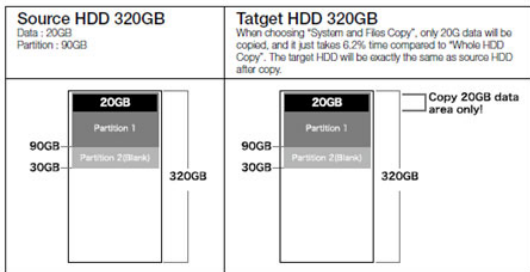 Source HDD 320GB
Data : 20GB
Partition : 90GB
20GB
Partition 1
90GB
Partition 2(Blank)
30GB
320GB
Tatget HDD 320GB
When choosing "System and Files Copy", only 20G data will be
copied, and it just takes 6.2% time compared to "Whole HDD
Copy". The target HDD will be exactly the same as source HDD
after copy.
20GB
Partition 1
90GB
Partition 2(Blank)
30GB
320GB
Copy 20GB data
area only!